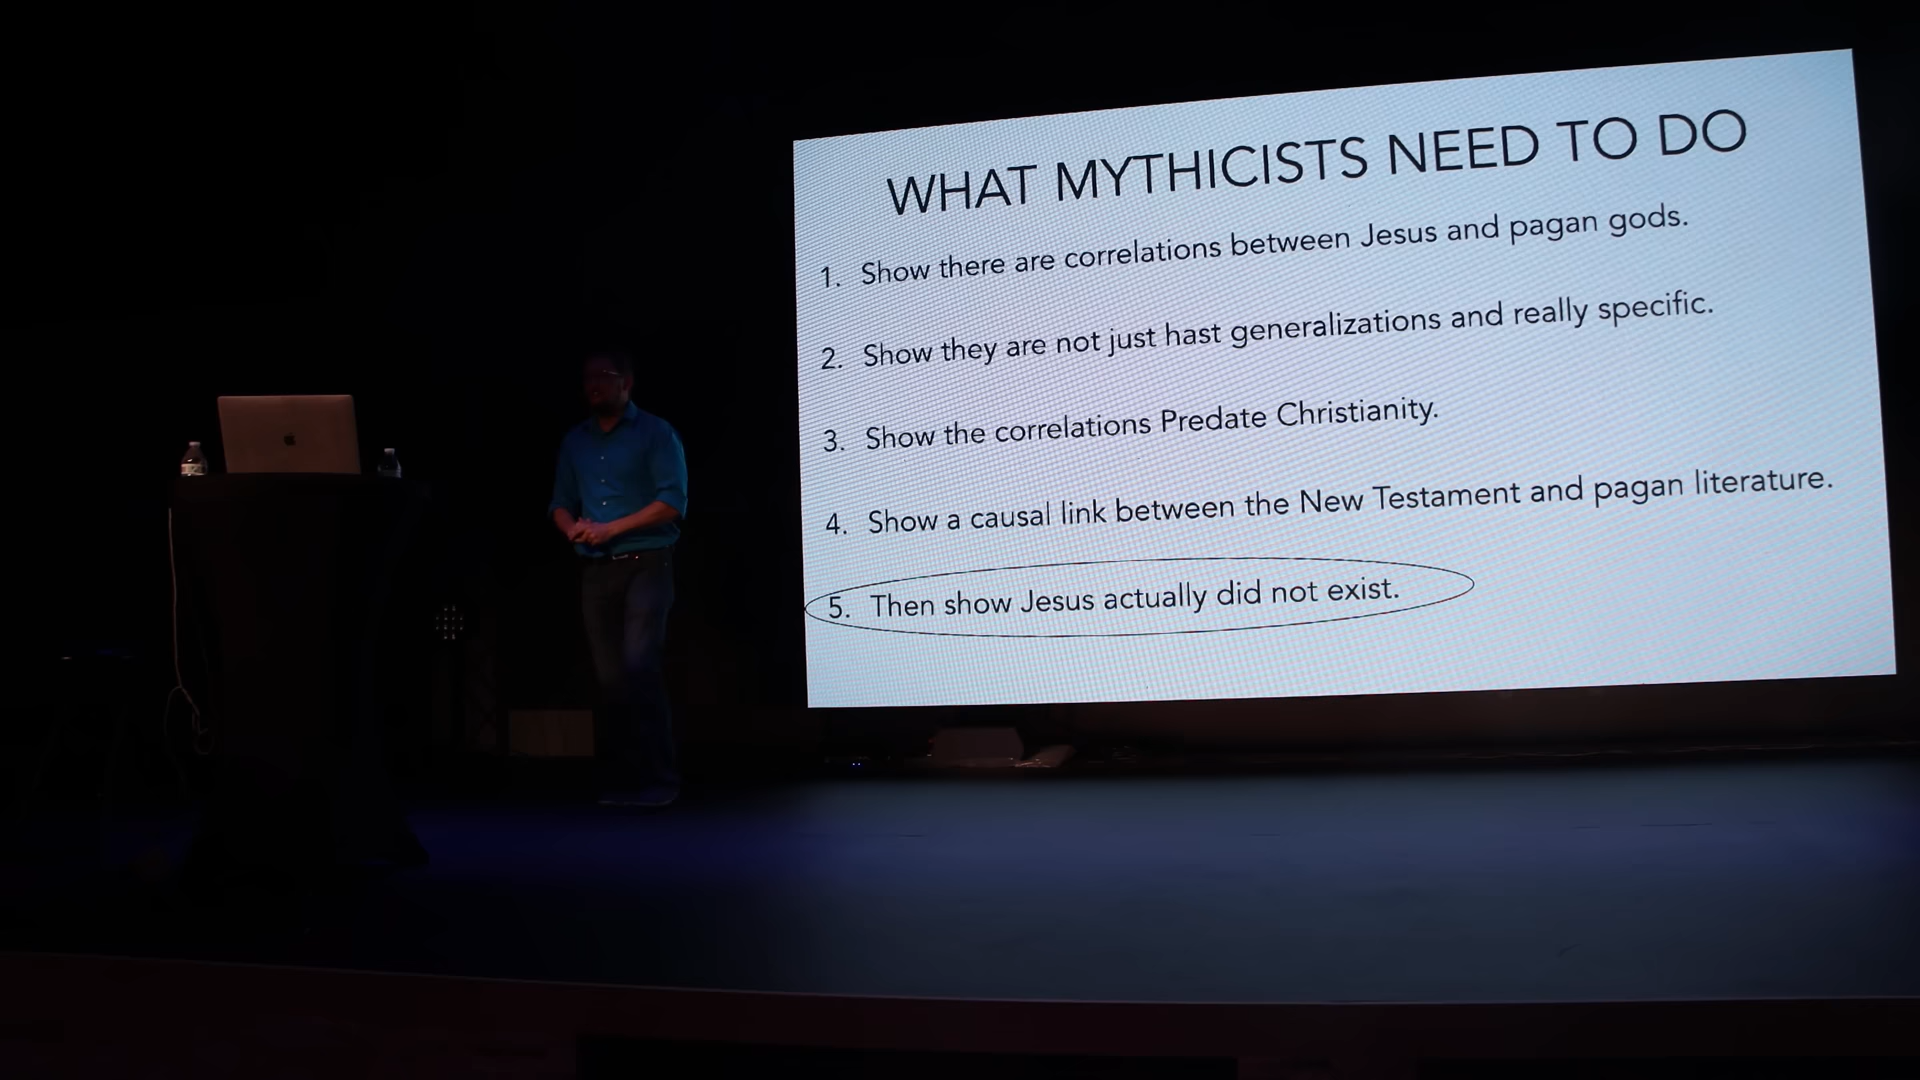 WHAT MYTHICISTS NEED TO DO
1. Show there are correlations between Jesus and pagan gods.
2. Show they are not just hast generalizations and really specific.
3. Show the correlations Predate Christianity.
4. Show a causal link between the New Testament and pagan literature.
5. Then show Jesus actually did not exist.